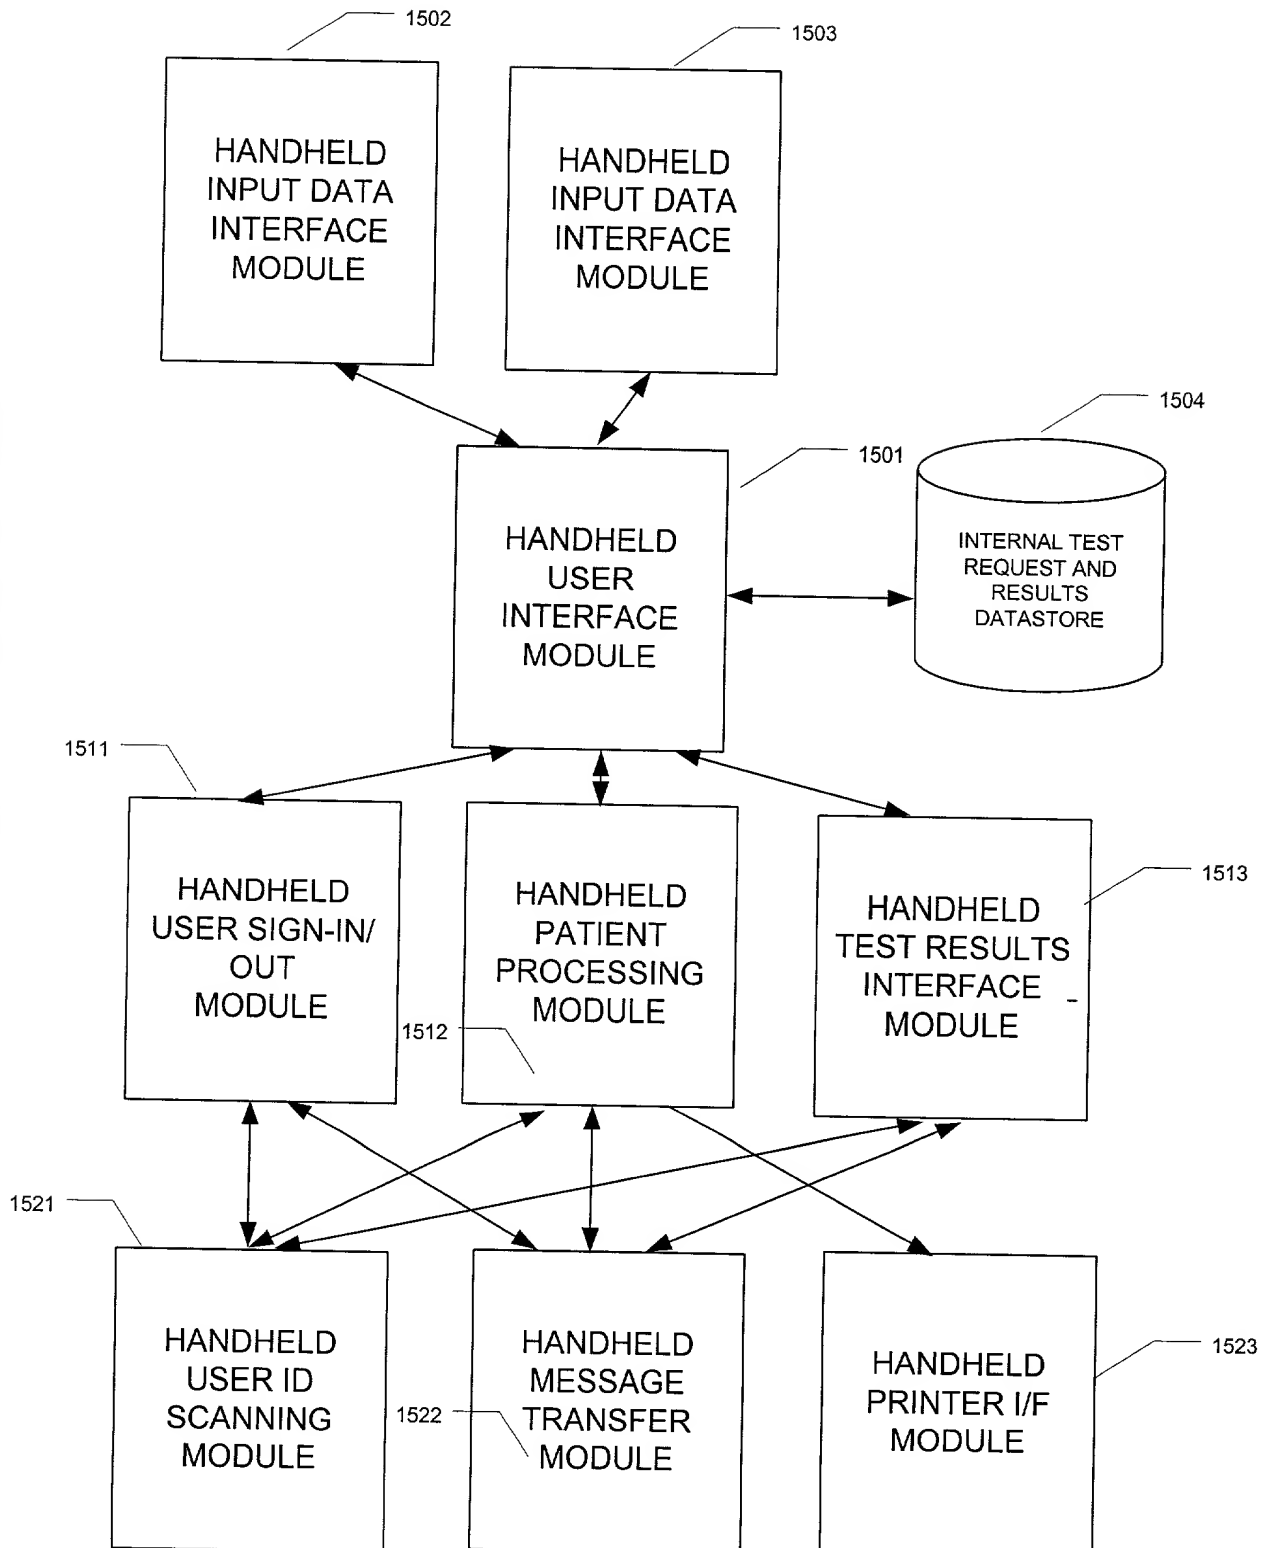 1502
1503
HANDHELD
INPUT DATA
INTERFACE
MODULE
HANDHELD
INPUT DATA
INTERFACE
MODULE
1504
1501
HANDHELD
USER
INTERFACE
MODULE
INTERNAL TEST
REQUEST AND
RESULTS
DATASTORE
1511
HANDHELD
USER SIGN-IN/
OUT
MODULE
HANDHELD
PATIENT
PROCESSING
MODULE
1512
1513
HANDHELD
TEST RESULTS
INTERFACE
MODULE
1521
HANDHELD
USER ID
SCANNING
MODULE
HANDHELD
MESSAGE
TRANSFER
MODULE
1522
1523
HANDHELD
PRINTER I/F
MODULE